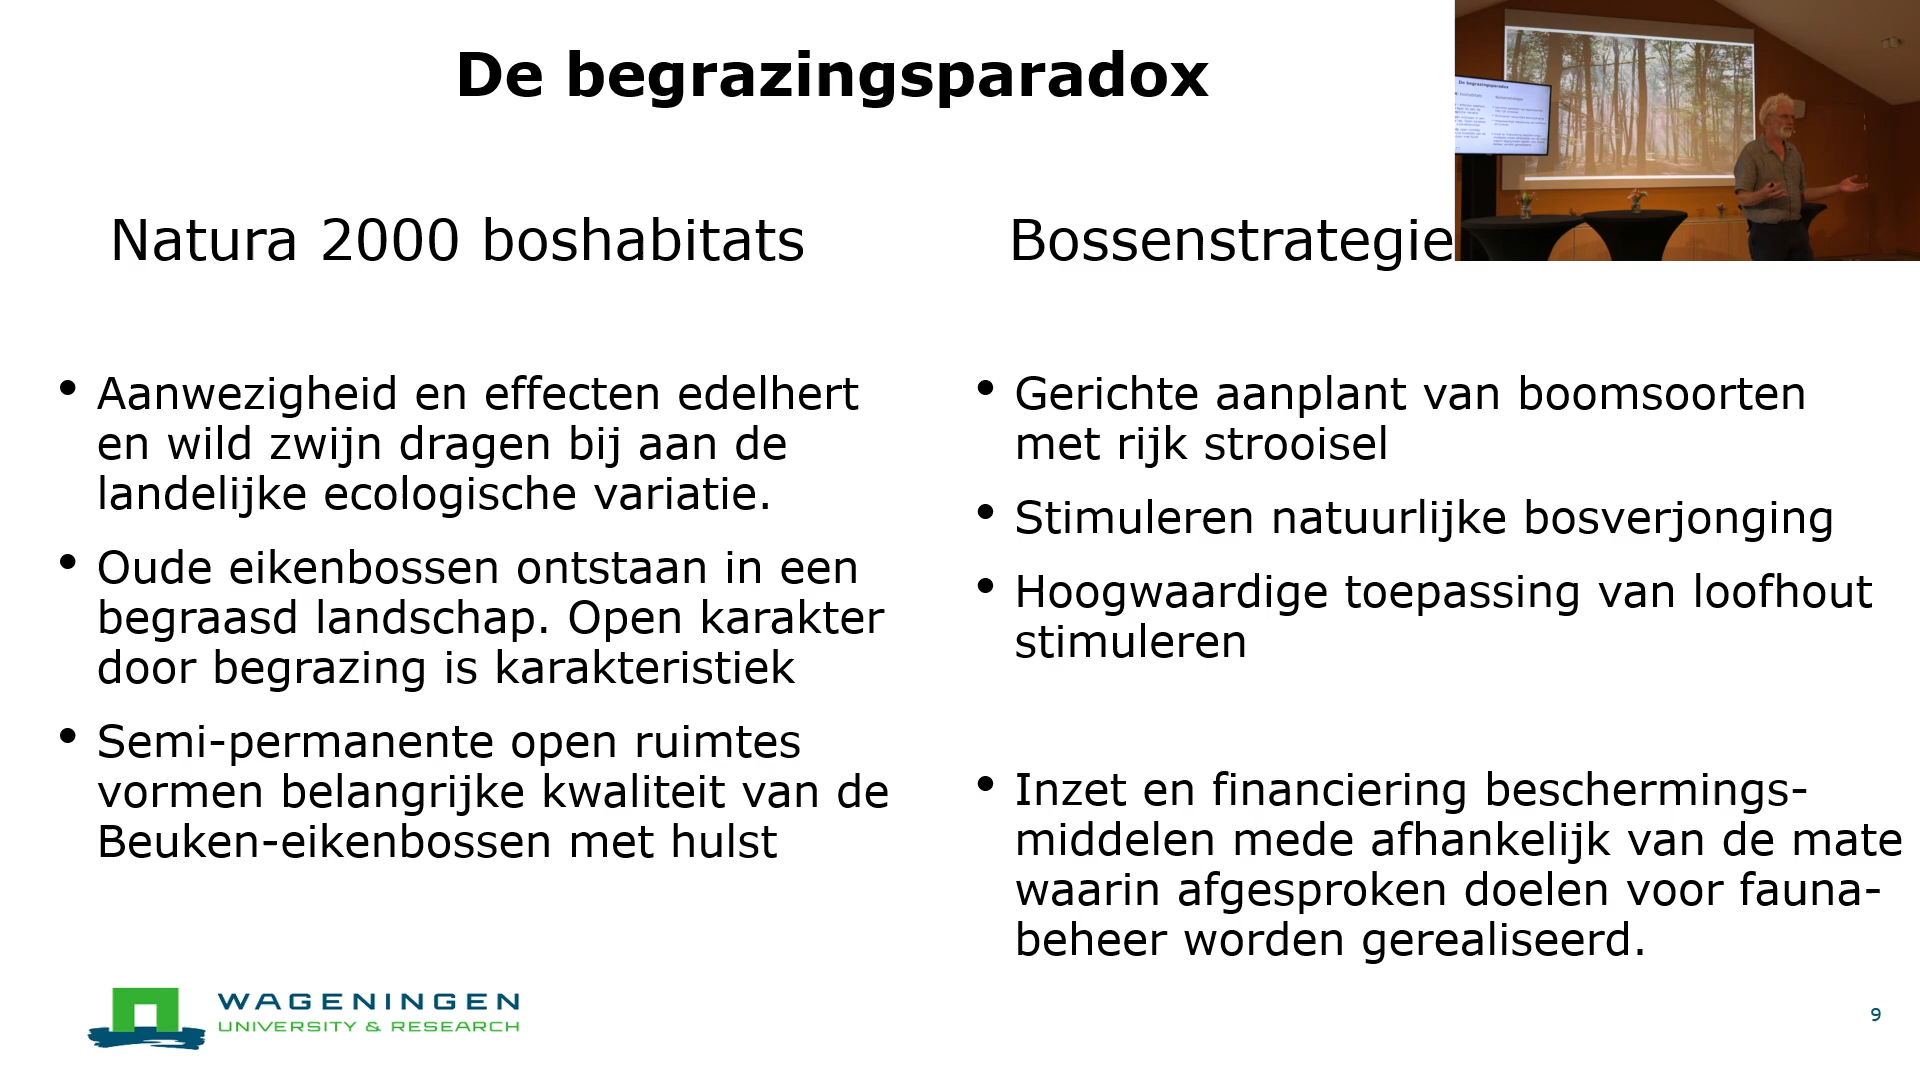 De begrazingsparadox
Natura 2000 boshabitats
• Aanwezigheid en effecten edelhert
en wild zwijn dragen bij aan de
landelijke ecologische variatie.
• Oude eikenbossen ontstaan in een
begraasd landschap. Open karakter
door begrazing is karakteristiek
• Semi-permanente open ruimtes
vormen belangrijke kwaliteit van de
Beuken-eikenbossen met hulst
Bossenstrategie
• Gerichte aanplant van boomsoorten
met rijk strooisel
• Stimuleren natuurlijke bosverjonging
• Hoogwaardige toepassing van loofhout
stimuleren
• Inzet en financiering beschermings-
middelen mede afhankelijk van de mate
waarin afgesproken doelen voor fauna-
beheer worden gerealiseerd.
WAGENINGEN
UNIVERSITY & RESEARCH
9
De begrazingsparadox